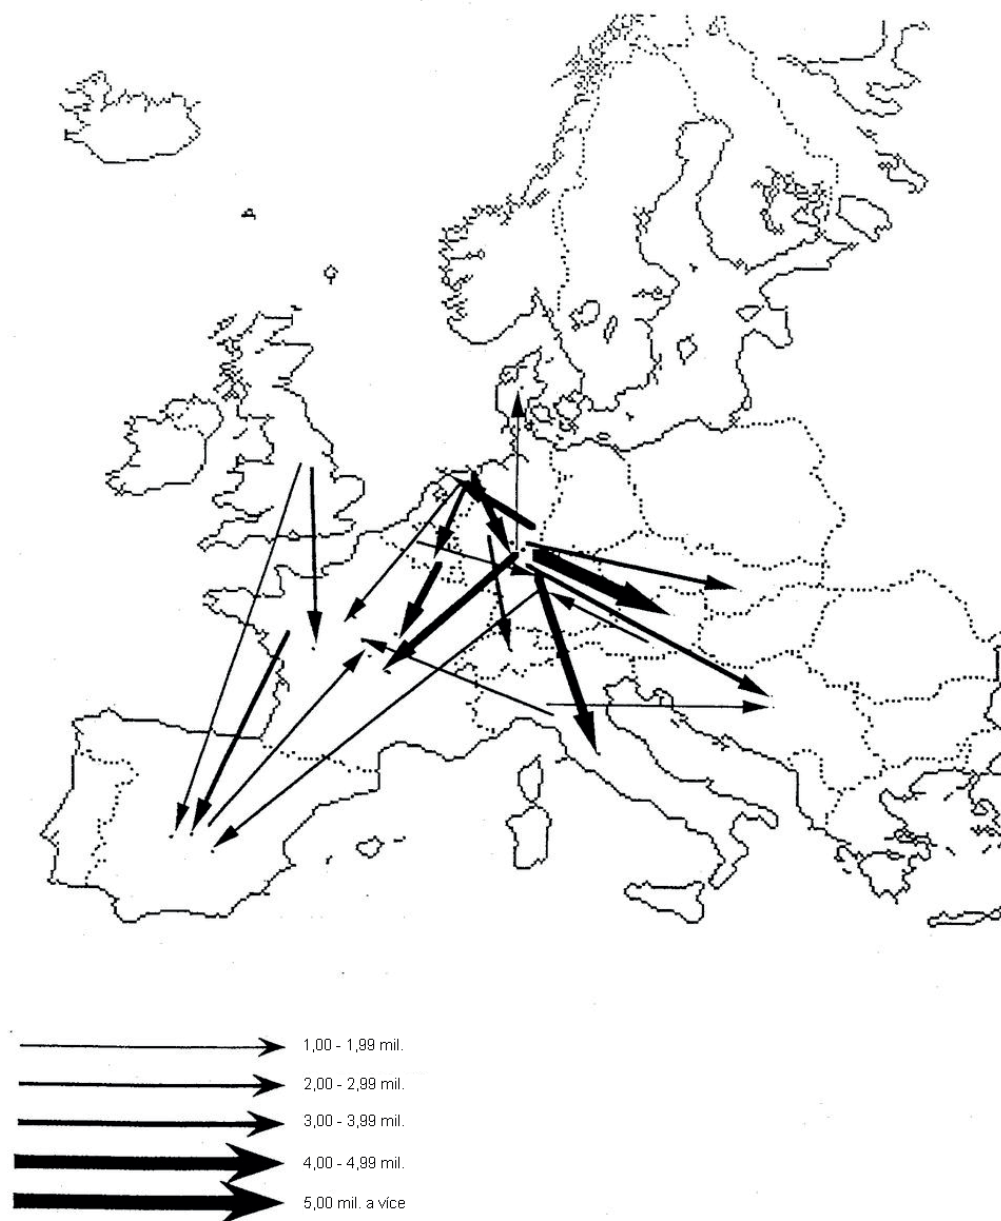 1,00 - 1,99 mil.
2,00 - 2,99 mil.
3,00 - 3,99 mil.
4,00 - 4,99 mil.
5,00 mil. a více